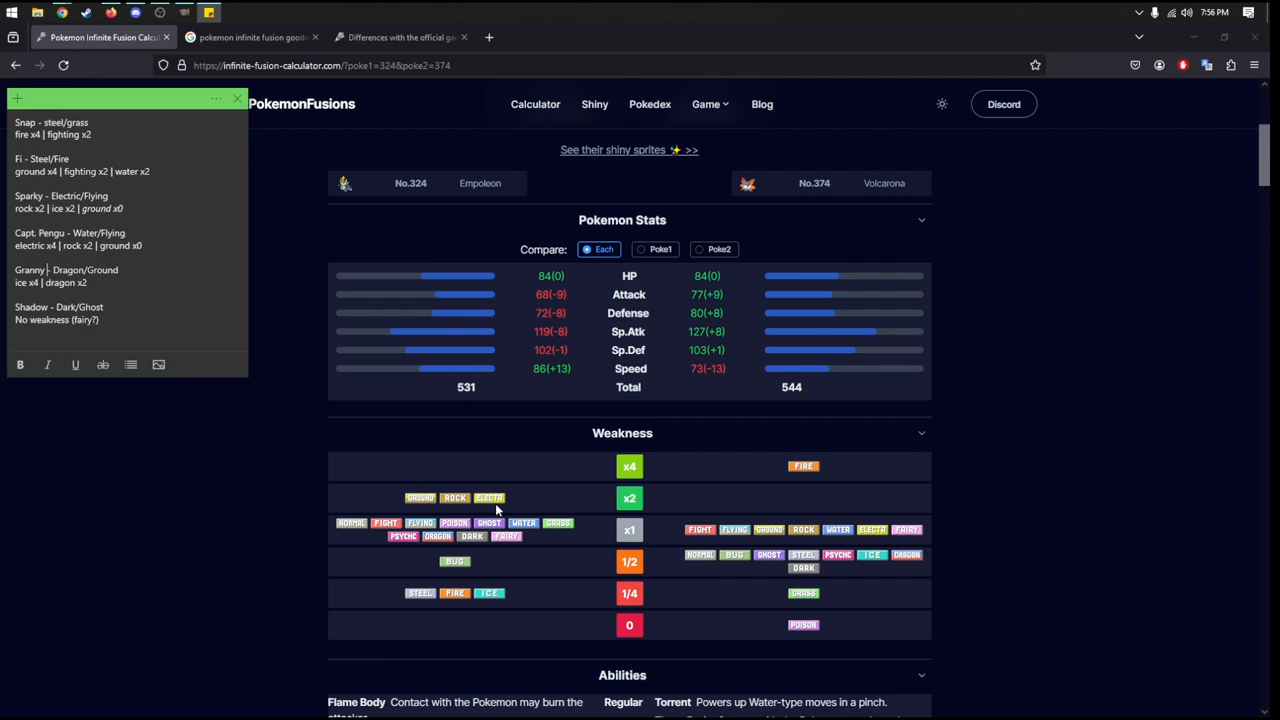 7:56 PM
Pokemon Infinite Fusion Calcul
pokemon infinite fusion goodr
Differences with the official ger
https://infinite-fusion-calculator.com/?poke1=324&poke2=374
PokemonFusions
Calculator Shiny Pokedex Game Blog Discord
Snap - steel/grass
fire x4 | fighting x2
Fi - Steel/Fire
ground x4 | fighting x2 | water x2
Sparky - Electric/Flying
rock x2 | ice x2 | ground x0
Capt. Pengu - Water/Flying
electric x4 | rock x2 | ground x0
Granny - Dragon/Ground
ice x4 | dragon x2
Shadow - Dark/Ghost
No weakness (fairy?)
B I U ab
See their shiny sprites ✨ >>
No.324 Empoleon No.374 Volcarona
Pokemon Stats
Compare: Each Poke1 Poke2
84(0) HP 84(0)
68(-9) Attack 77(+9)
72(-8) Defense 80(+8)
119(-8) Sp.Atk 127(+8)
102(-1) Sp.Def 103(+1)
86(+13) Speed 73(-13)
531 Total 544
Weakness
x4 FIRE
GROUND ROCK ELECTR x2
NORMAL FIGHT FLYING POISON GHOST WATER GRASS
PSYCHC DRAGON DARK FAIRY
x1
FIGHT FLYING GROUND ROCK WATER ELECTR FAIRY
BUG 1/2
NORMAL BUG GHOST STEEL PSYCHC ICE DRAGON
DARK
STEEL FIRE ICE 1/4 GRASS
0 POISON
Abilities
Flame Body Contact with the Pokemon may burn the
Regular Torrent Powers up Water-type moves in a pinch.